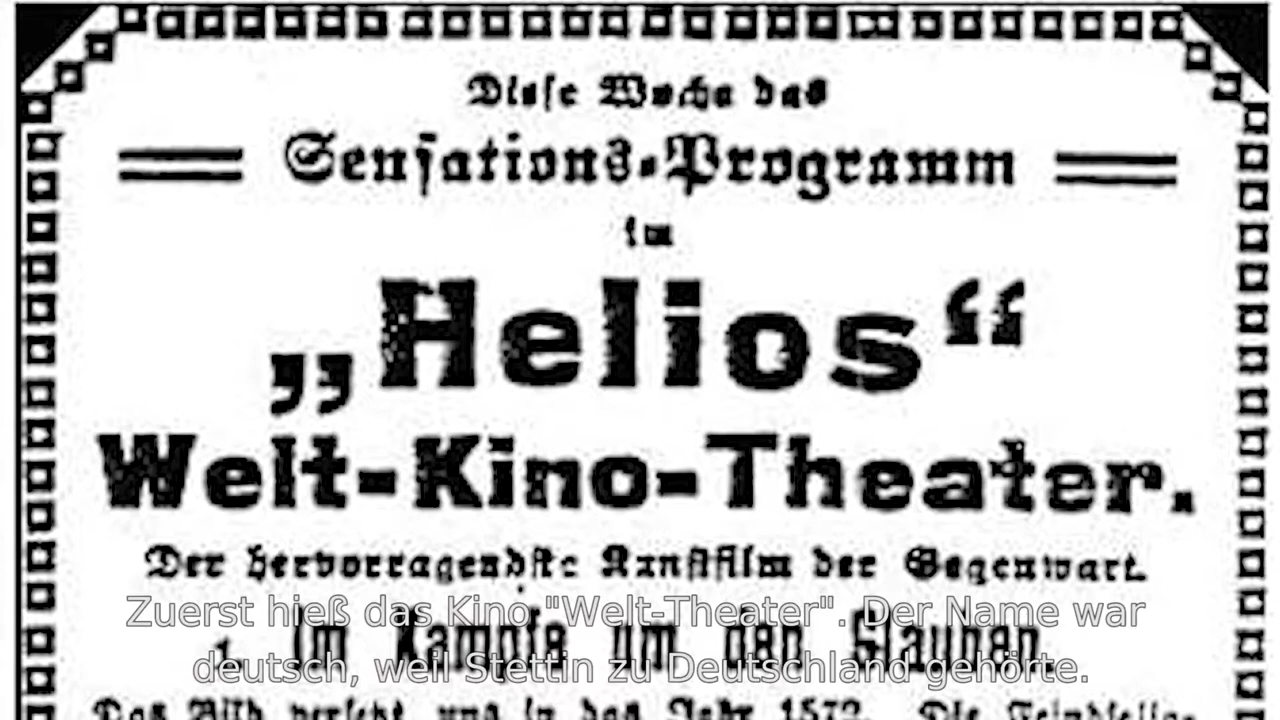 Diese Woche das
Sensations-Programm
im
„Helios“
Welt-Kino-Theater.
Der hervorragendste Kunstfilm der Gegenwart.
Zuerst hieß das Kino "Welt-Theater". Der Name war
1. Im Kampfe um den Glauben.
deutsch, weil Stettin zu Deutschland gehörte.
Das Bild versetzt uns in das Jahr 1572. Die